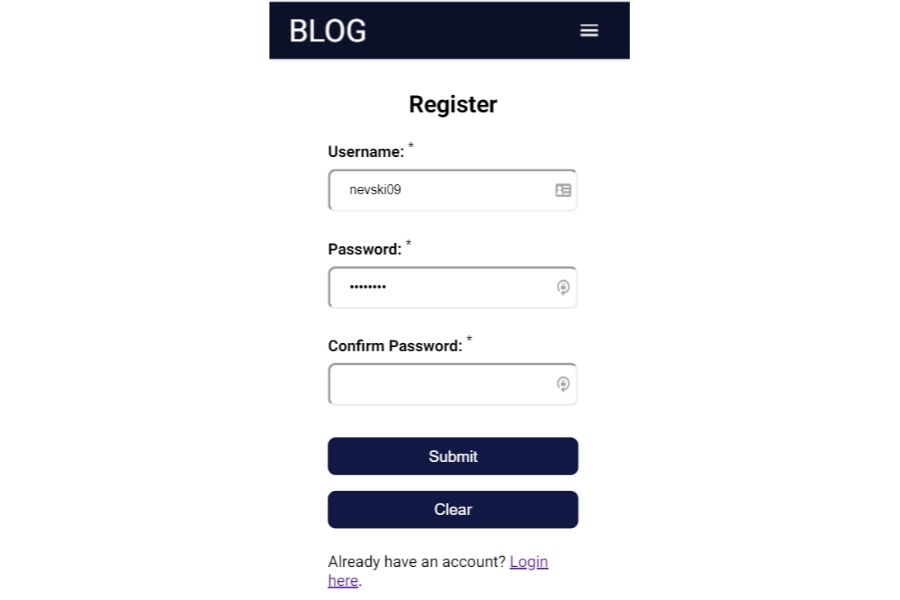 BLOG
Register
Username: *
nevski09
Password: *
••••••••
Confirm Password: *
Submit
Clear
Already have an account? Login
here.